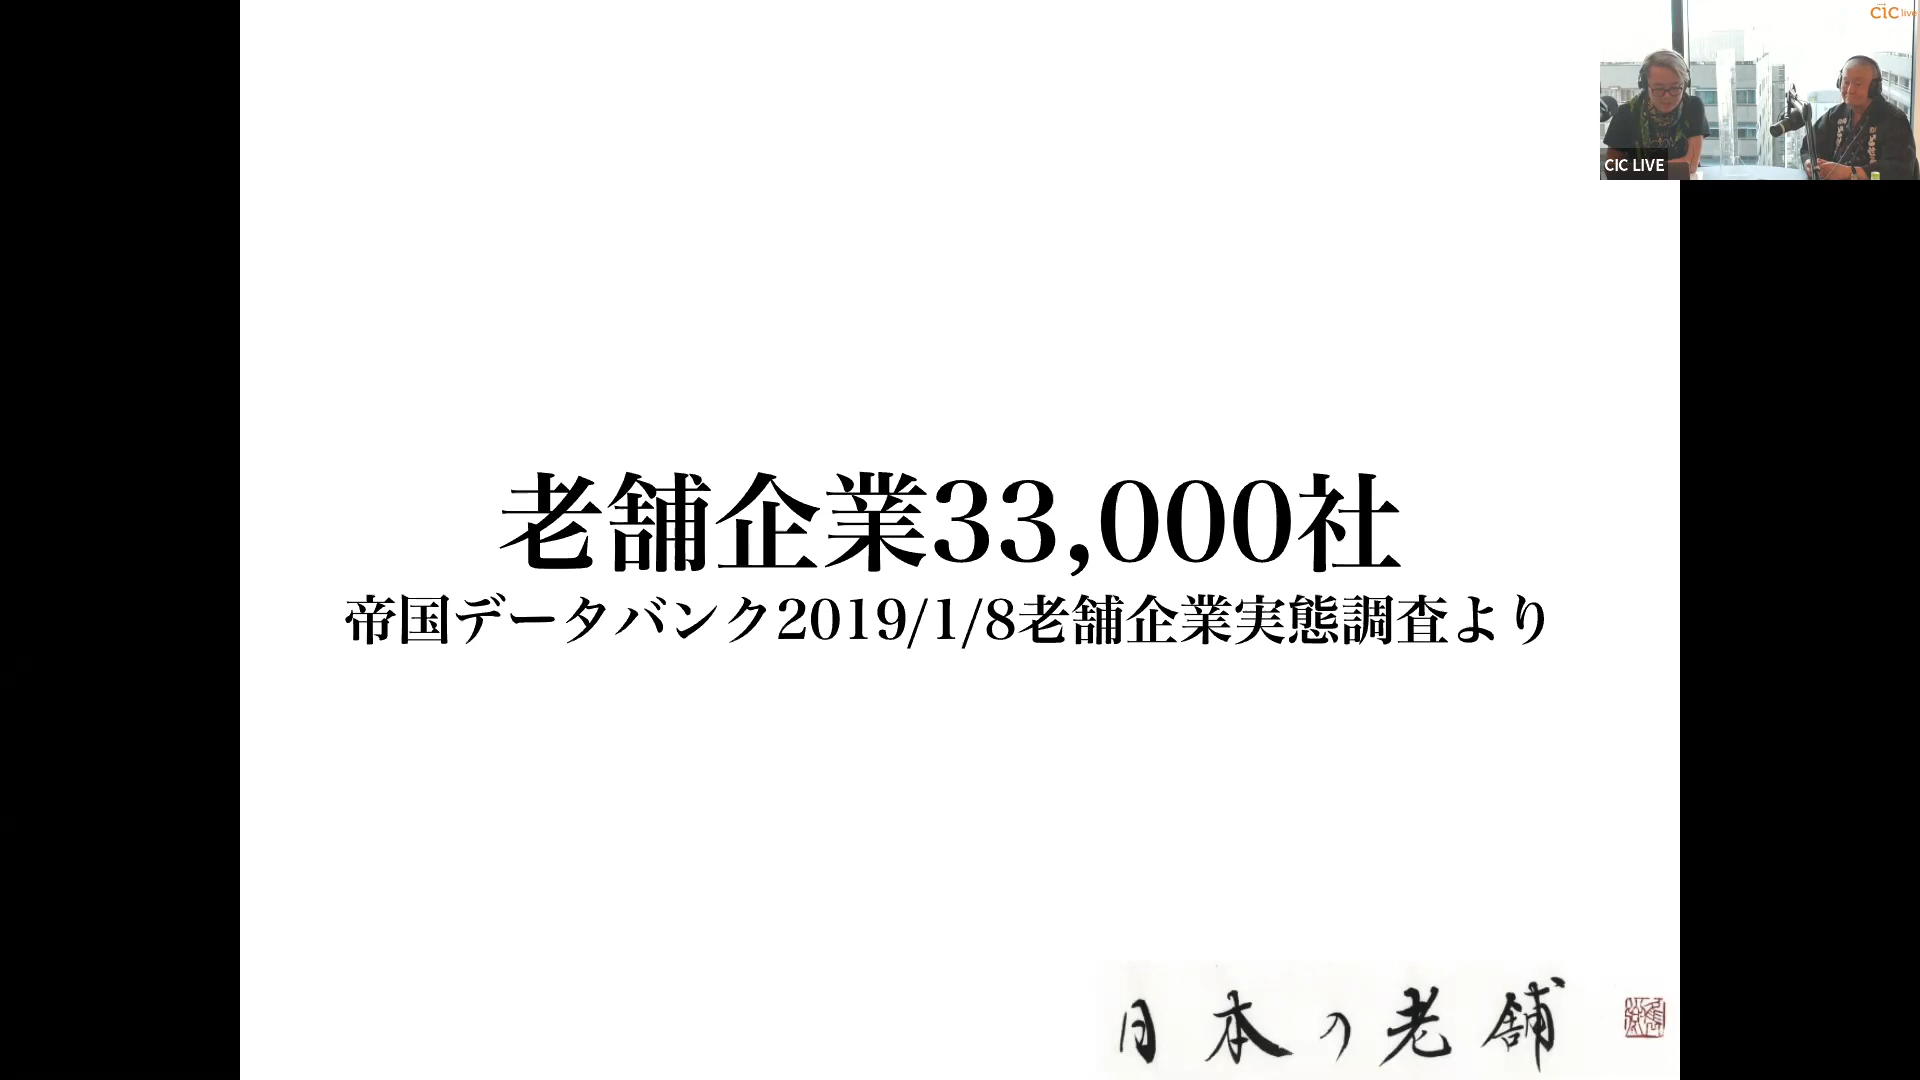 CIC live
CIC LIVE
老舗企業33,000社
帝国データバンク2019/1/8老舗企業実態調査より
日本の老舗